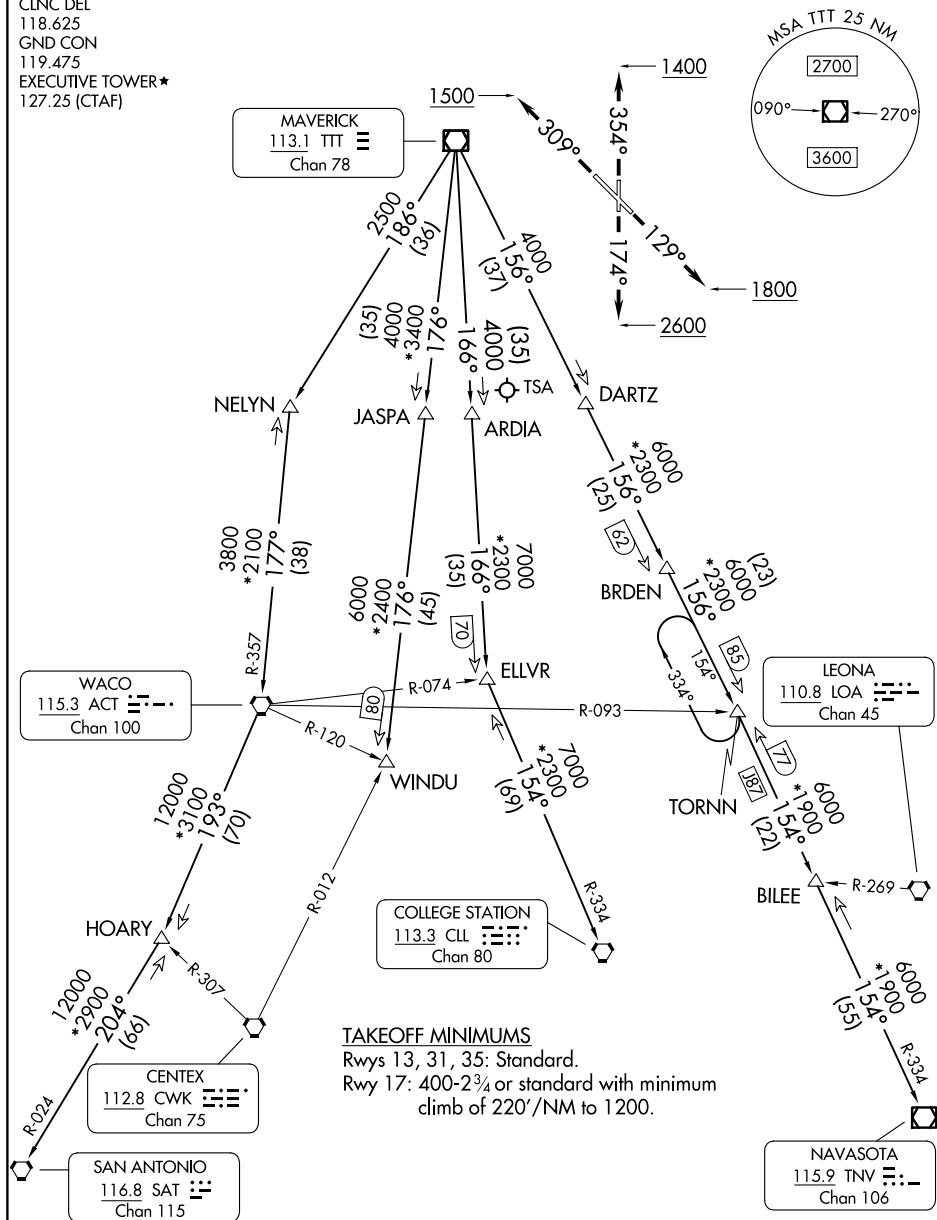 CLNC DEL
118.625
GND CON
119.475
EXECUTIVE TOWER★
127.25 (CTAF)
MSA TTT 25 NM
2700
090°
270°
3600
1500
1400
309°
354°
129°
174°
1800
2600
MAVERICK
113.1 TTT
Chan 78
2500
186°
(36)
(35)
4000
*3400
176°
(35)
4000
166°
4000
156°
(37)
TSA
NELYN
JASPA
ARDIA
DARTZ
3800
*2100
177°
(38)
6000
*2400
176°
(45)
7000
*2300
166°
(35)
6000
*2300
156°
(25)
62
BRDEN
(23)
6000
*2300
156°
R-357
70
ELLVR
154°
334°
85
WACO
115.3 ACT
Chan 100
R-074
R-093
R-120
80
WINDU
LEONA
110.8 LOA
Chan 45
TORNN
77
J87
12000
*3100
193°
(70)
7000
*2300
154°
(69)
6000
*1900
154°
(22)
R-012
R-334
BILEE
R-269
HOARY
R-307
COLLEGE STATION
113.3 CLL
Chan 80
12000
*2900
204°
(66)
6000
*1900
154°
(55)
R-334
R-024
CENTEX
112.8 CWK
Chan 75
TAKEOFF MINIMUMS
Rwys 13, 31, 35: Standard.
Rwy 17: 400-2¾ or standard with minimum
climb of 220'/NM to 1200.
SAN ANTONIO
116.8 SAT
Chan 115
NAVASOTA
115.9 TNV
Chan 106